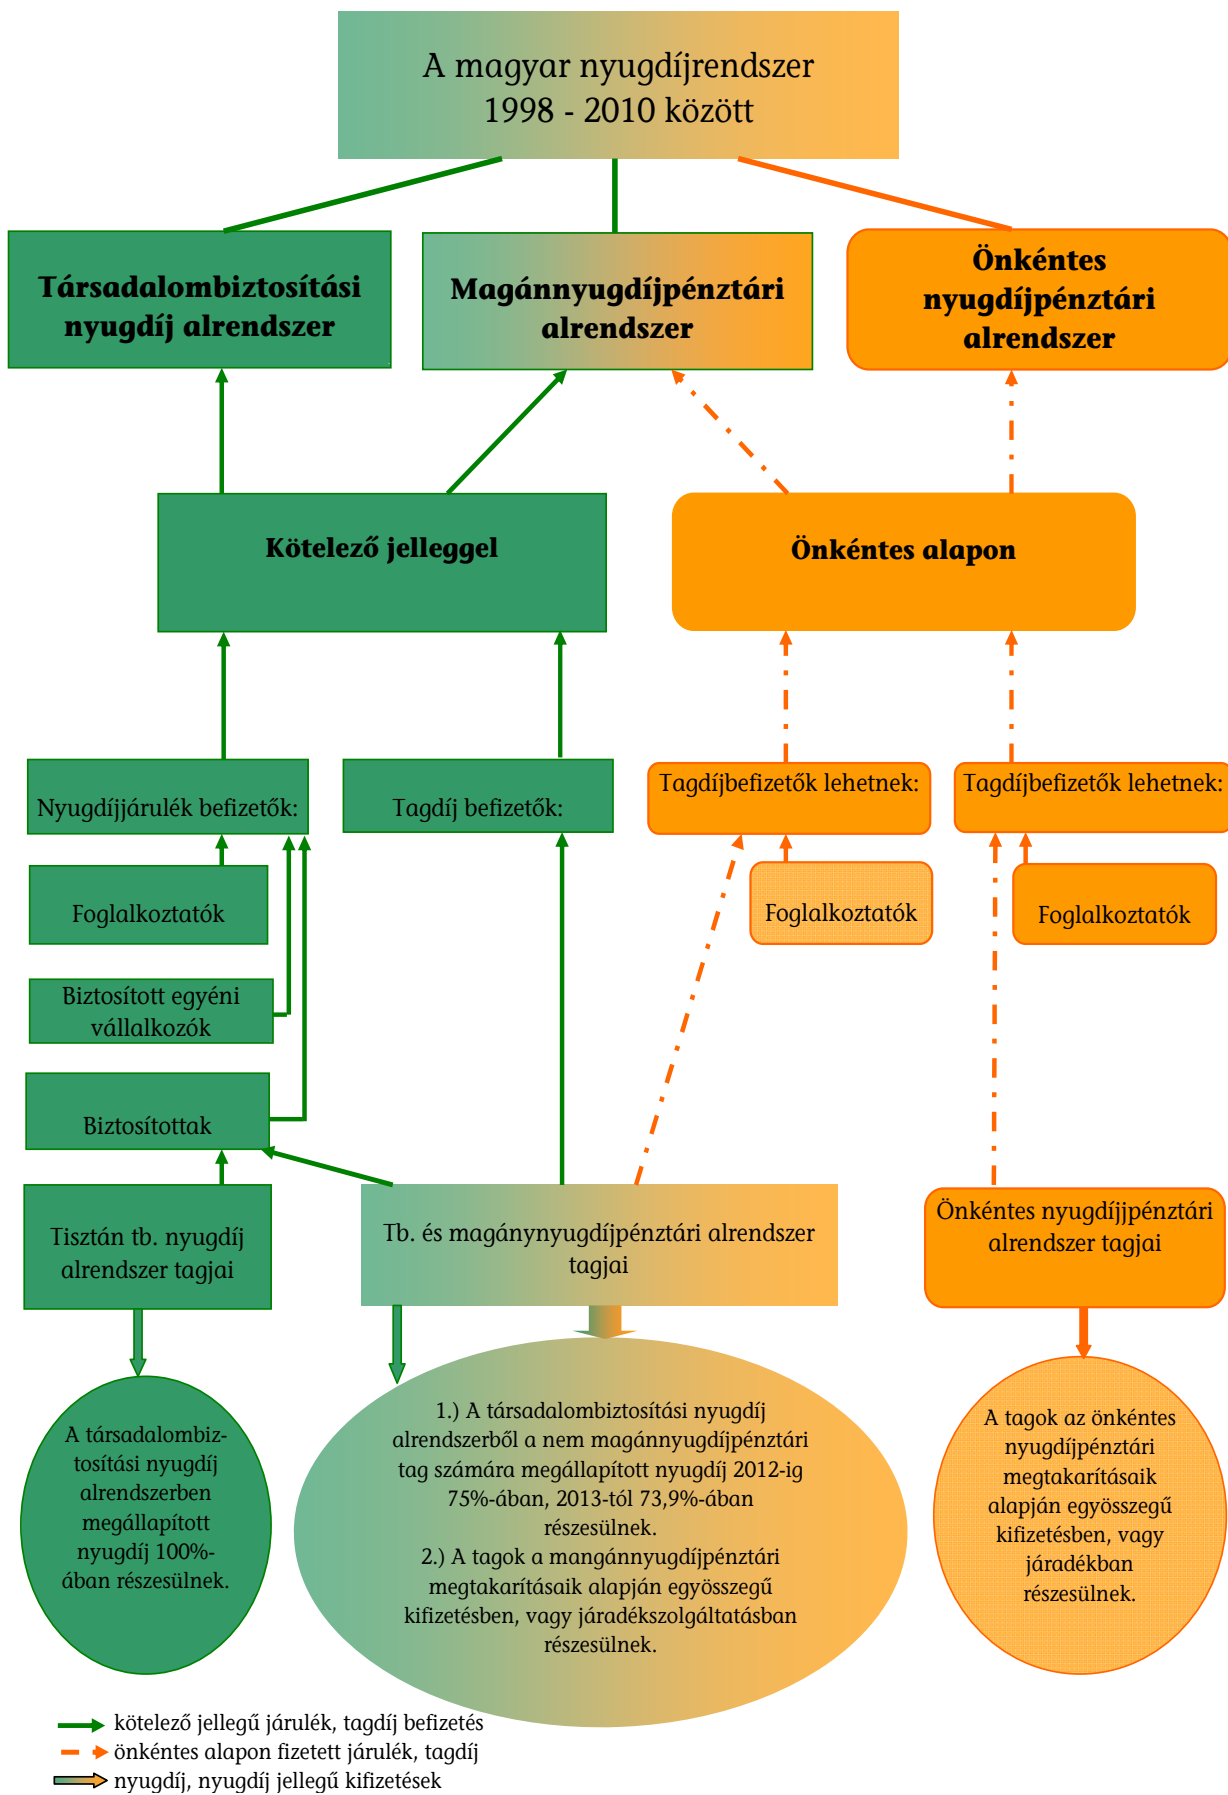 A magyar nyugdíjrendszer
1998 - 2010 között
Társadalombiztosítási
nyugdíj alrendszer
Magánnyugdíjpénztári
alrendszer
Önkéntes
nyugdíjpénztári
alrendszer
Kötelező jelleggel
Önkéntes alapon
Nyugdíjjárulék befizetők:
Tagdíj befizetők:
Tagdíjbefizetők lehetnek:
Tagdíjbefizetők lehetnek:
Foglalkoztatók
Foglalkoztatók
Foglalkoztatók
Biztosított egyéni
vállalkozók
Biztosítottak
Tisztán tb. nyugdíj
alrendszer tagjai
Tb. és magánynyugdíjpénztári alrendszer
tagjai
Önkéntes nyugdíjjpénztári
alrendszer tagjai
A társadalombiz-
tosítási nyugdíj
alrendszerben
megállapított
nyugdíj 100%-
ában részesülnek.
1.) A társadalombiztosítási nyugdíj
alrendszerből a nem magánnyugdíjpénztári
tag számára megállapított nyugdíj 2012-ig
75%-ában, 2013-tól 73,9%-ában
részesülnek.
2.) A tagok a mangánnyugdíjpénztári
megtakarításaik alapján egyösszegű
kifizetésben, vagy járadékszolgáltatásban
részesülnek.
A tagok az önkéntes
nyugdíjpénztári
megtakarításaik
alapján egyösszegű
kifizetésben, vagy
járadékban
részesülnek.
kötelező jellegű járulék, tagdíj befizetés
önkéntes alapon fizetett járulék, tagdíj
nyugdíj, nyugdíj jellegű kifizetések